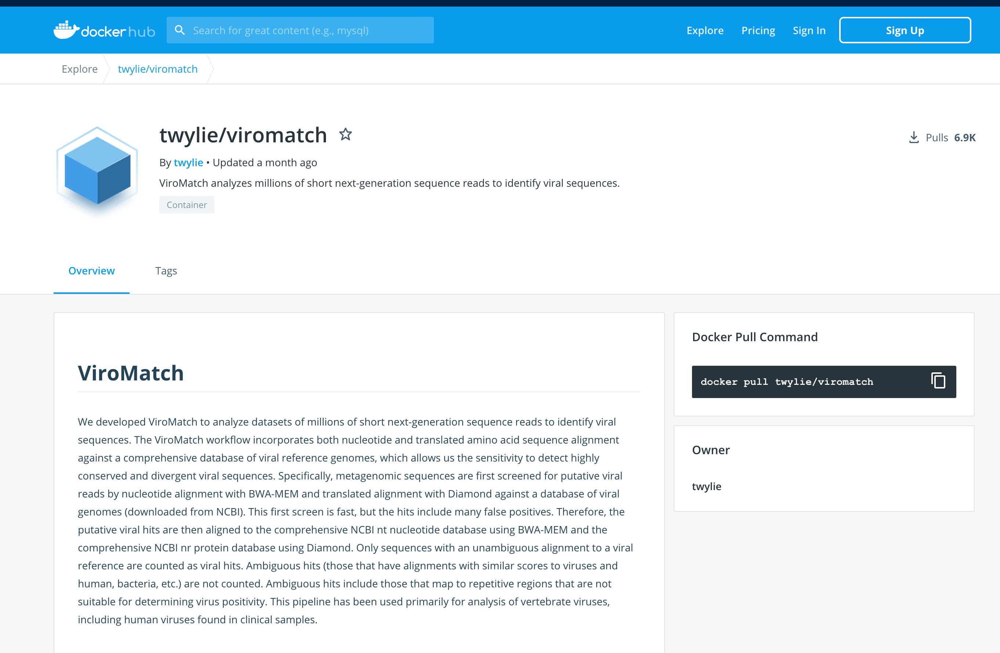 dockerhub
Search for great content (e.g., mysql)
Explore
Pricing
Sign In
Sign Up
Explore
twylie/viromatch
twylie/viromatch
Pulls 6.9K
By twylie • Updated a month ago
ViroMatch analyzes millions of short next-generation sequence reads to identify viral sequences.
Container
Overview
Tags
ViroMatch
We developed ViroMatch to analyze datasets of millions of short next-generation sequence reads to identify viral
sequences. The ViroMatch workflow incorporates both nucleotide and translated amino acid sequence alignment
against a comprehensive database of viral reference genomes, which allows us the sensitivity to detect highly
conserved and divergent viral sequences. Specifically, metagenomic sequences are first screened for putative viral
reads by nucleotide alignment with BWA-MEM and translated alignment with Diamond against a database of viral
genomes (downloaded from NCBI). This first screen is fast, but the hits include many false positives. Therefore, the
putative viral hits are then aligned to the comprehensive NCBI nt nucleotide database using BWA-MEM and the
comprehensive NCBI nr protein database using Diamond. Only sequences with an unambiguous alignment to a viral
reference are counted as viral hits. Ambiguous hits (those that have alignments with similar scores to viruses and
human, bacteria, etc.) are not counted. Ambiguous hits include those that map to repetitive regions that are not
suitable for determining virus positivity. This pipeline has been used primarily for analysis of vertebrate viruses,
including human viruses found in clinical samples.
Docker Pull Command
docker pull twylie/viromatch
Owner
twylie